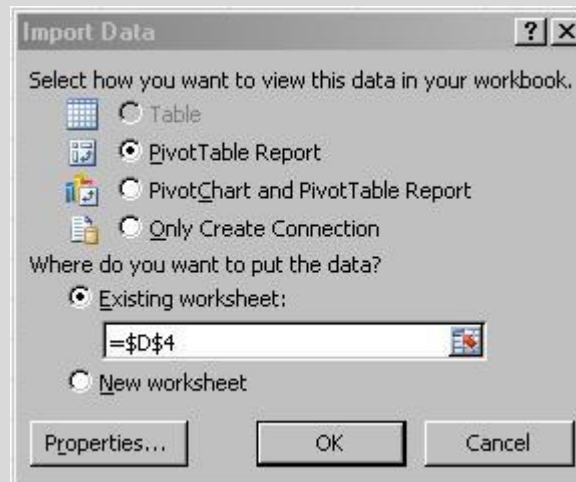 Import Data
Select how you want to view this data in your workbook.
Table
PivotTable Report
PivotChart and PivotTable Report
Only Create Connection
Where do you want to put the data?
Existing worksheet:
=$D$4
New worksheet
Properties...   OK   Cancel